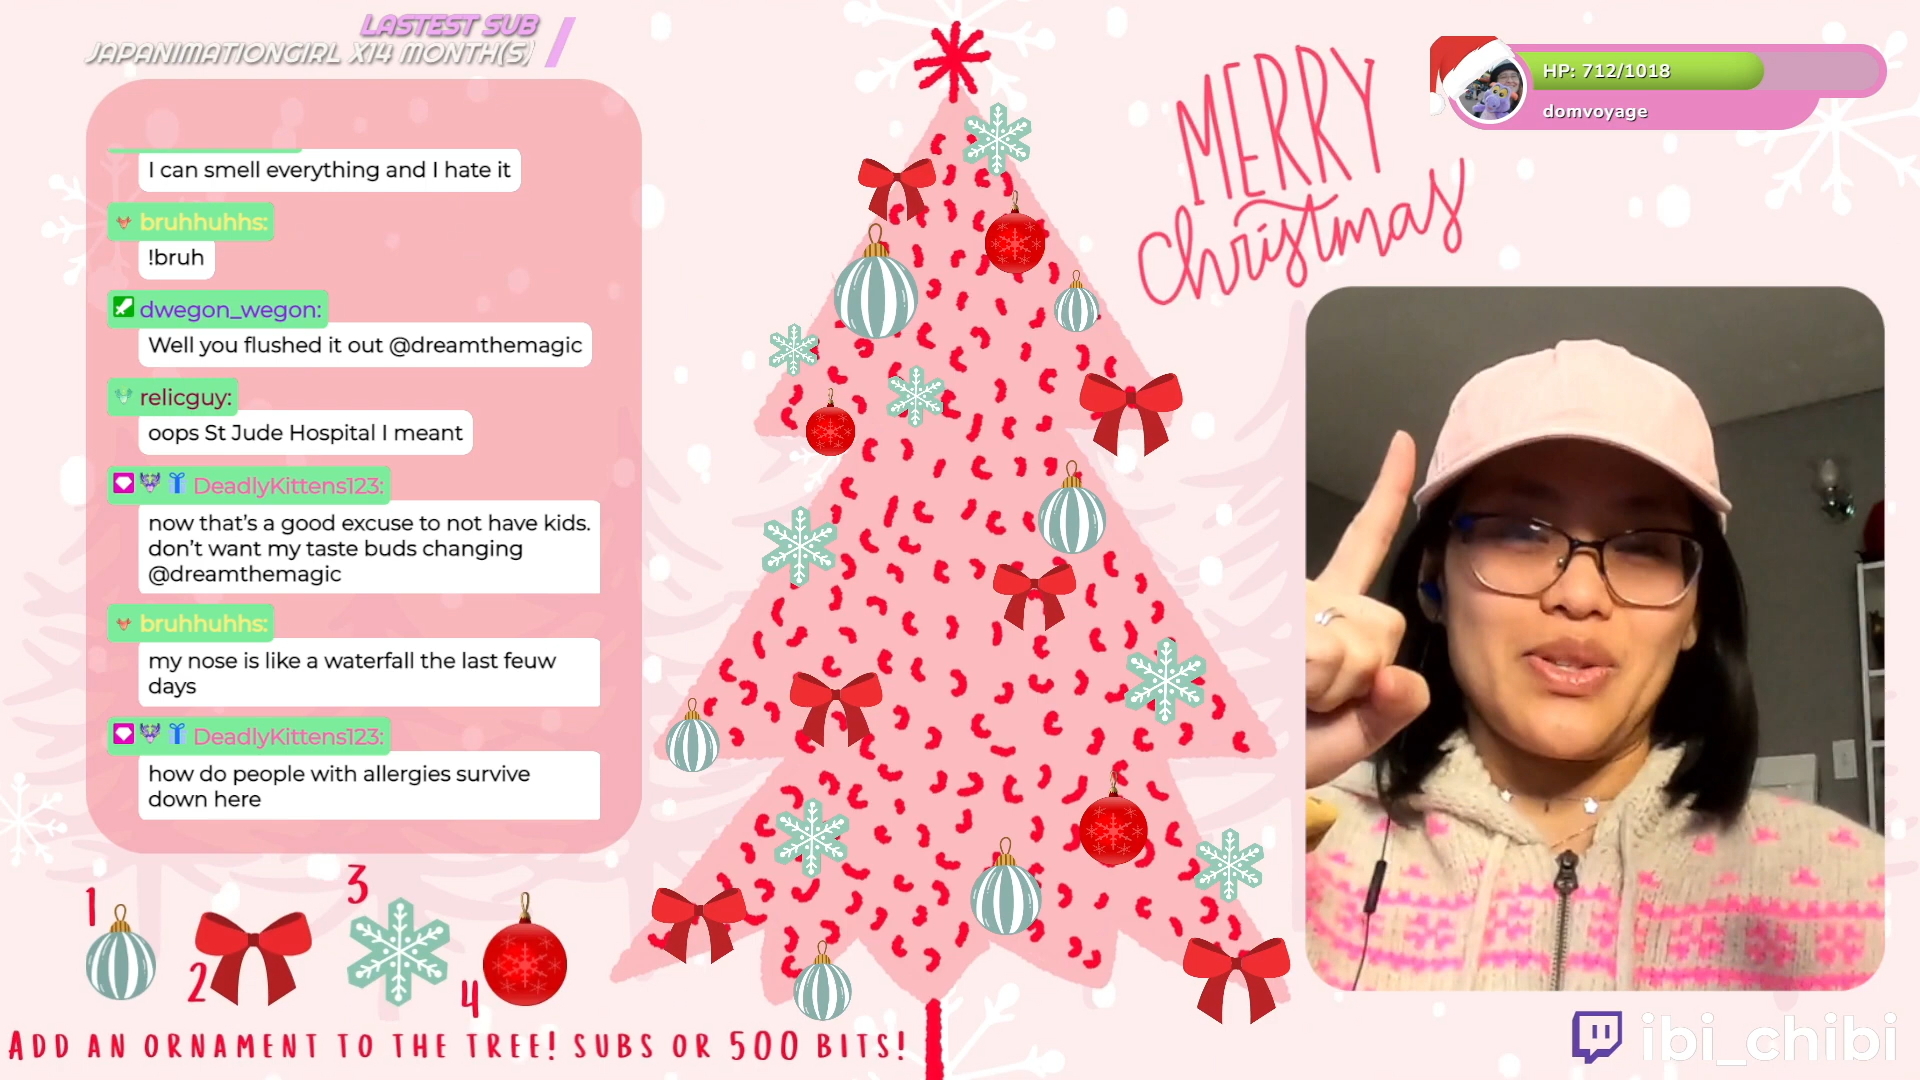 LASTEST SUB
JAPANIMATIONGIRL X14 MONTH(S)
I can smell everything and I hate it
bruhhuhhs:
!bruh
dwegon_wegon:
Well you flushed it out @dreamthemagic
relicguy:
oops St Jude Hospital I meant
DeadlyKittens123:
now that's a good excuse to not have kids.
don't want my taste buds changing
@dreamthemagic
bruhhuhhs:
my nose is like a waterfall the last feuw
days
DeadlyKittens123:
how do people with allergies survive
down here
1
2
3
4
ADD AN ORNAMENT TO THE TREE! SUBS OR 500 BITS!
MERRY
christmas
HP: 712/1018
domvoyage
ibi_chibi